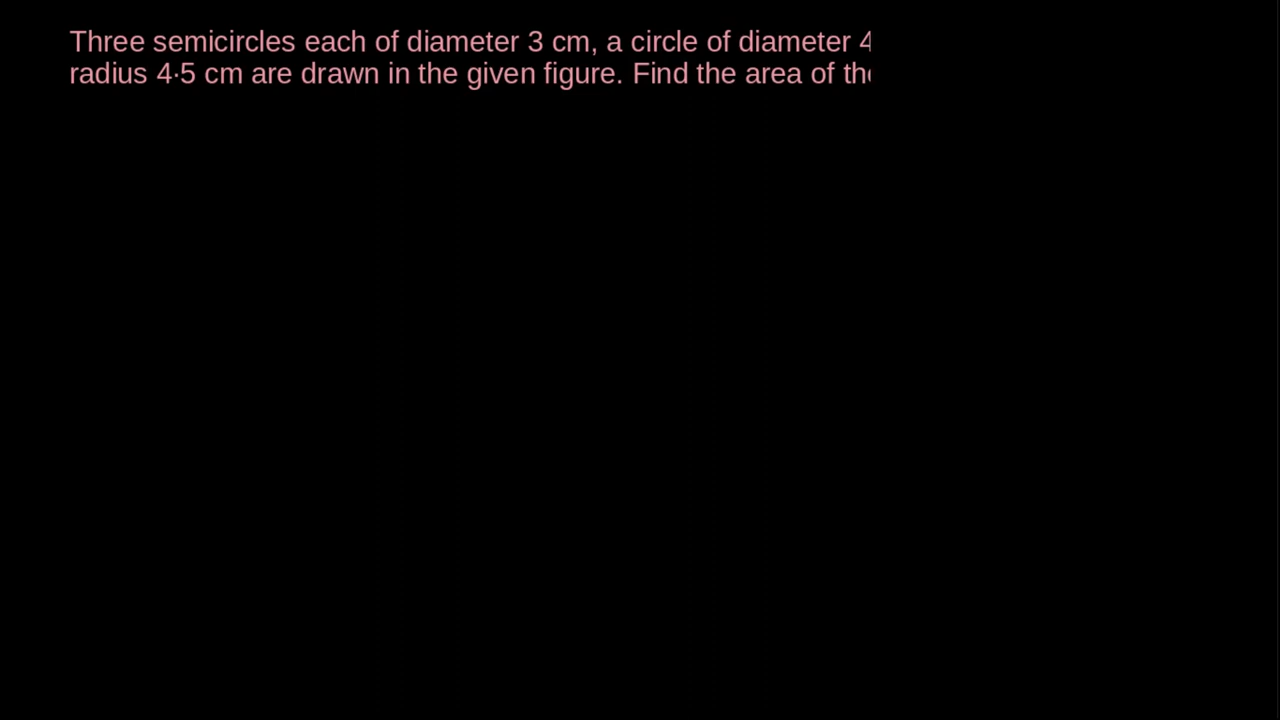 Three semicircles each of diameter 3 cm, a circle of diameter 4
radius 4·5 cm are drawn in the given figure. Find the area of